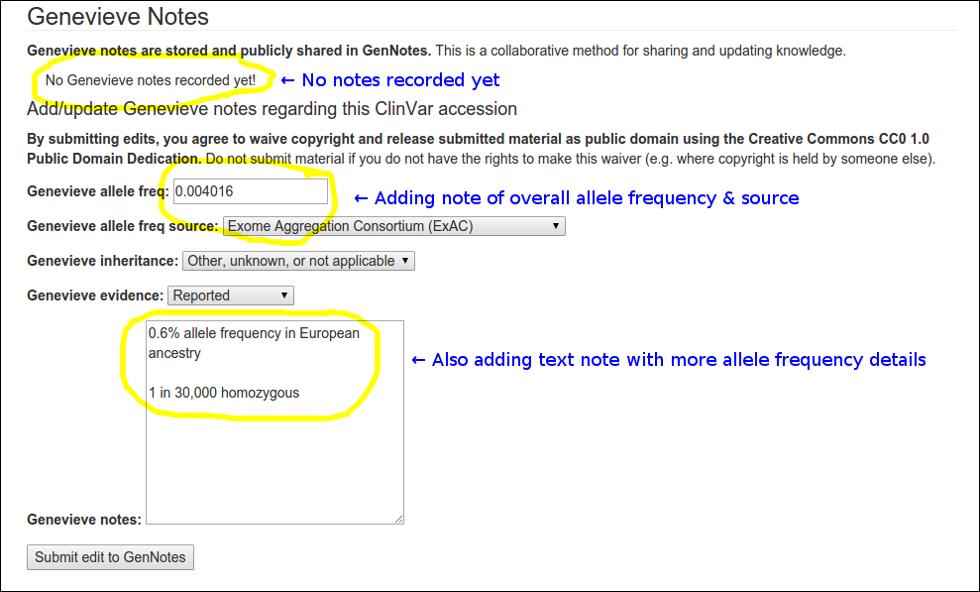 Genevieve Notes
Genevieve notes are stored and publicly shared in GenNotes. This is a collaborative method for sharing and updating knowledge.
No Genevieve notes recorded yet! ← No notes recorded yet
Add/update Genevieve notes regarding this ClinVar accession
By submitting edits, you agree to waive copyright and release submitted material as public domain using the Creative Commons CC0 1.0
Public Domain Dedication. Do not submit material if you do not have the rights to make this waiver (e.g. where copyright is held by someone else).
Genevieve allele freq: 0.004016 ← Adding note of overall allele frequency & source
Genevieve allele freq source: Exome Aggregation Consortium (ExAC)
Genevieve inheritance: Other, unknown, or not applicable
Genevieve evidence: Reported
0.6% allele frequency in European
ancestry ← Also adding text note with more allele frequency details
1 in 30,000 homozygous
Genevieve notes:
Submit edit to GenNotes